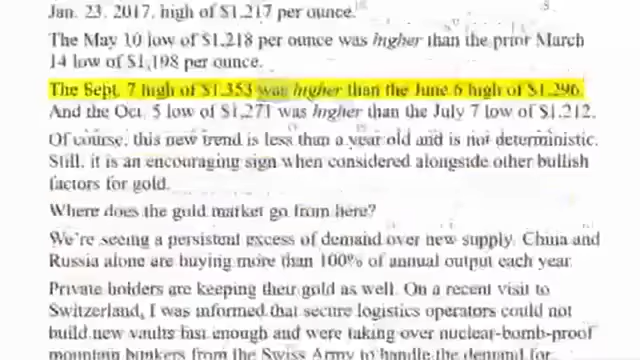 Jan. 23, 2017, high of $1,217 per ounce.
The May 10 low of $1,218 per ounce was higher than the prior March
14 low of $1,198 per ounce.
The Sept. 7 high of $1,353 was higher than the June 6 high of $1,296.
And the Oct. 5 low of $1,271 was higher than the July 7 low of $1,212.
Of course, this new trend is less than a year old and is not deterministic.
Still, it is an encouraging sign when considered alongside other bullish
factors for gold.
Where does the gold market go from here?
We're seeing a persistent excess of demand over new supply. China and
Russia alone are buying more than 100% of annual output each year.
Private holders are keeping their gold as well. On a recent visit to
Switzerland, I was informed that secure logistics operators could not
build new vaults fast enough and were taking over nuclear-bomb-proof
mountain bunkers from the Swiss Army to handle the demand for